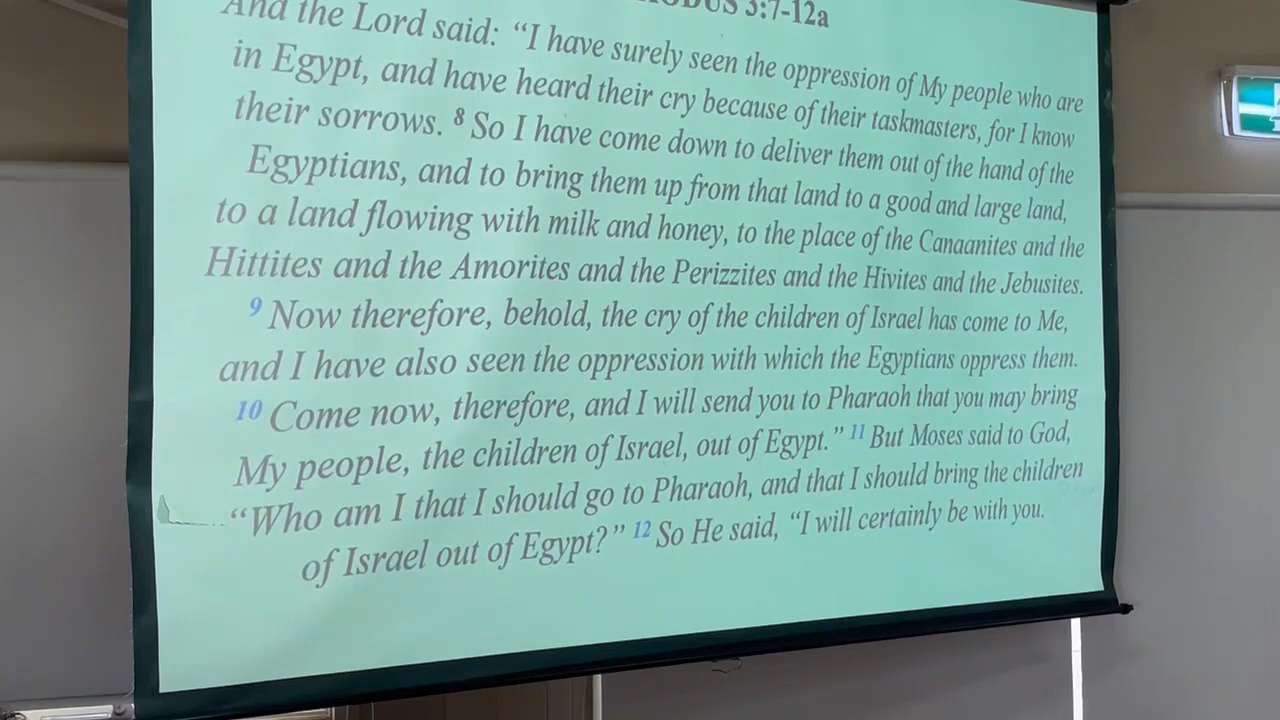 EXODUS 3:7-12a
And the Lord said: “I have surely seen the oppression of My people who are
in Egypt, and have heard their cry because of their taskmasters, for I know
their sorrows. 8 So I have come down to deliver them out of the hand of the
Egyptians, and to bring them up from that land to a good and large land,
to a land flowing with milk and honey, to the place of the Canaanites and the
Hittites and the Amorites and the Perizzites and the Hivites and the Jebusites.
9 Now therefore, behold, the cry of the children of Israel has come to Me,
and I have also seen the oppression with which the Egyptians oppress them.
10 Come now, therefore, and I will send you to Pharaoh that you may bring
My people, the children of Israel, out of Egypt.” 11 But Moses said to God,
“Who am I that I should go to Pharaoh, and that I should bring the children
of Israel out of Egypt?” 12 So He said, “I will certainly be with you.